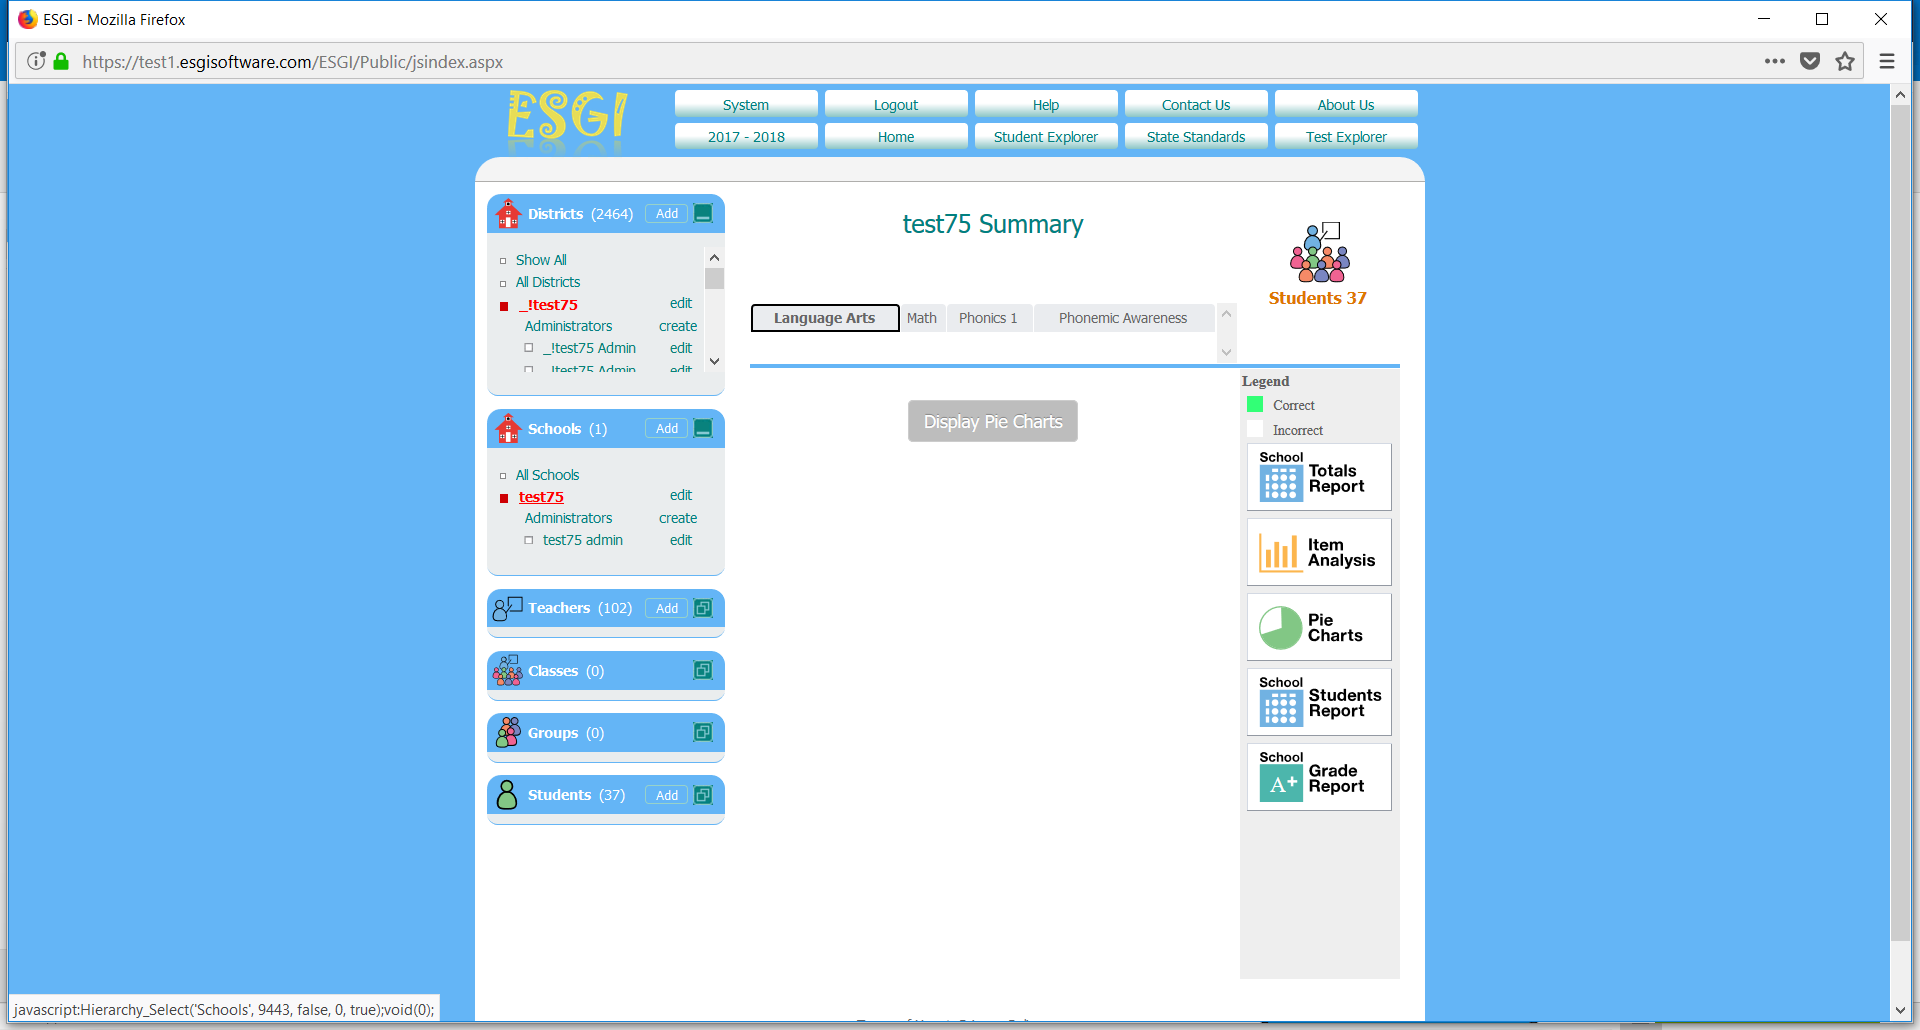 ESGI - Mozilla Firefox
https://test1.esgisoftware.com/ESGI/Public/jsindex.aspx
ESGI
System Logout Help Contact Us About Us
2017 - 2018 Home Student Explorer State Standards Test Explorer
Districts (2464) Add
Show All
All Districts
_!test75 edit
Administrators create
_!test75 Admin edit
_!test75 Admin edit
Schools (1) Add
All Schools
test75 edit
Administrators create
test75 admin edit
Teachers (102) Add
Classes (0)
Groups (0)
Students (37) Add
test75 Summary
Students 37
Language Arts Math Phonics 1 Phonemic Awareness
Display Pie Charts
Legend
Correct
Incorrect
School
Totals
Report
Item
Analysis
Pie
Charts
School
Students
Report
School
A+ Grade
Report
javascript:Hierarchy_Select('Schools', 9443, false, 0, true);void(0);